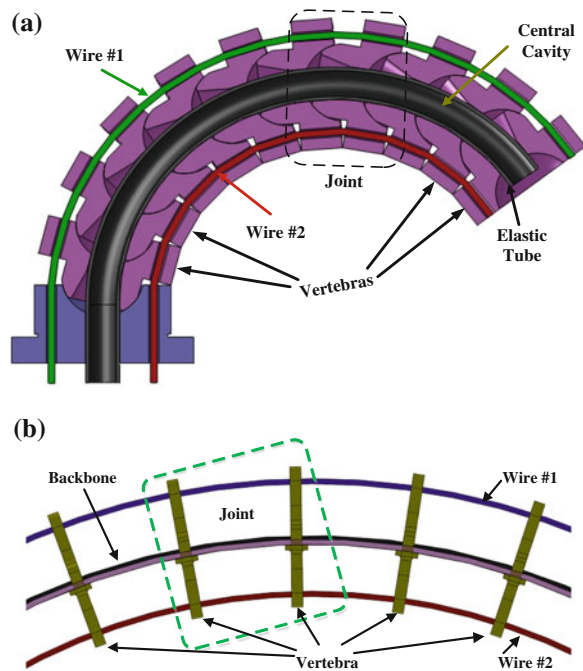 (a)
Wire #1
Central
Cavity
Joint
Wire #2
Elastic
Tube
Vertebras
(b)
Backbone
Wire #1
Joint
Vertebra
Wire #2